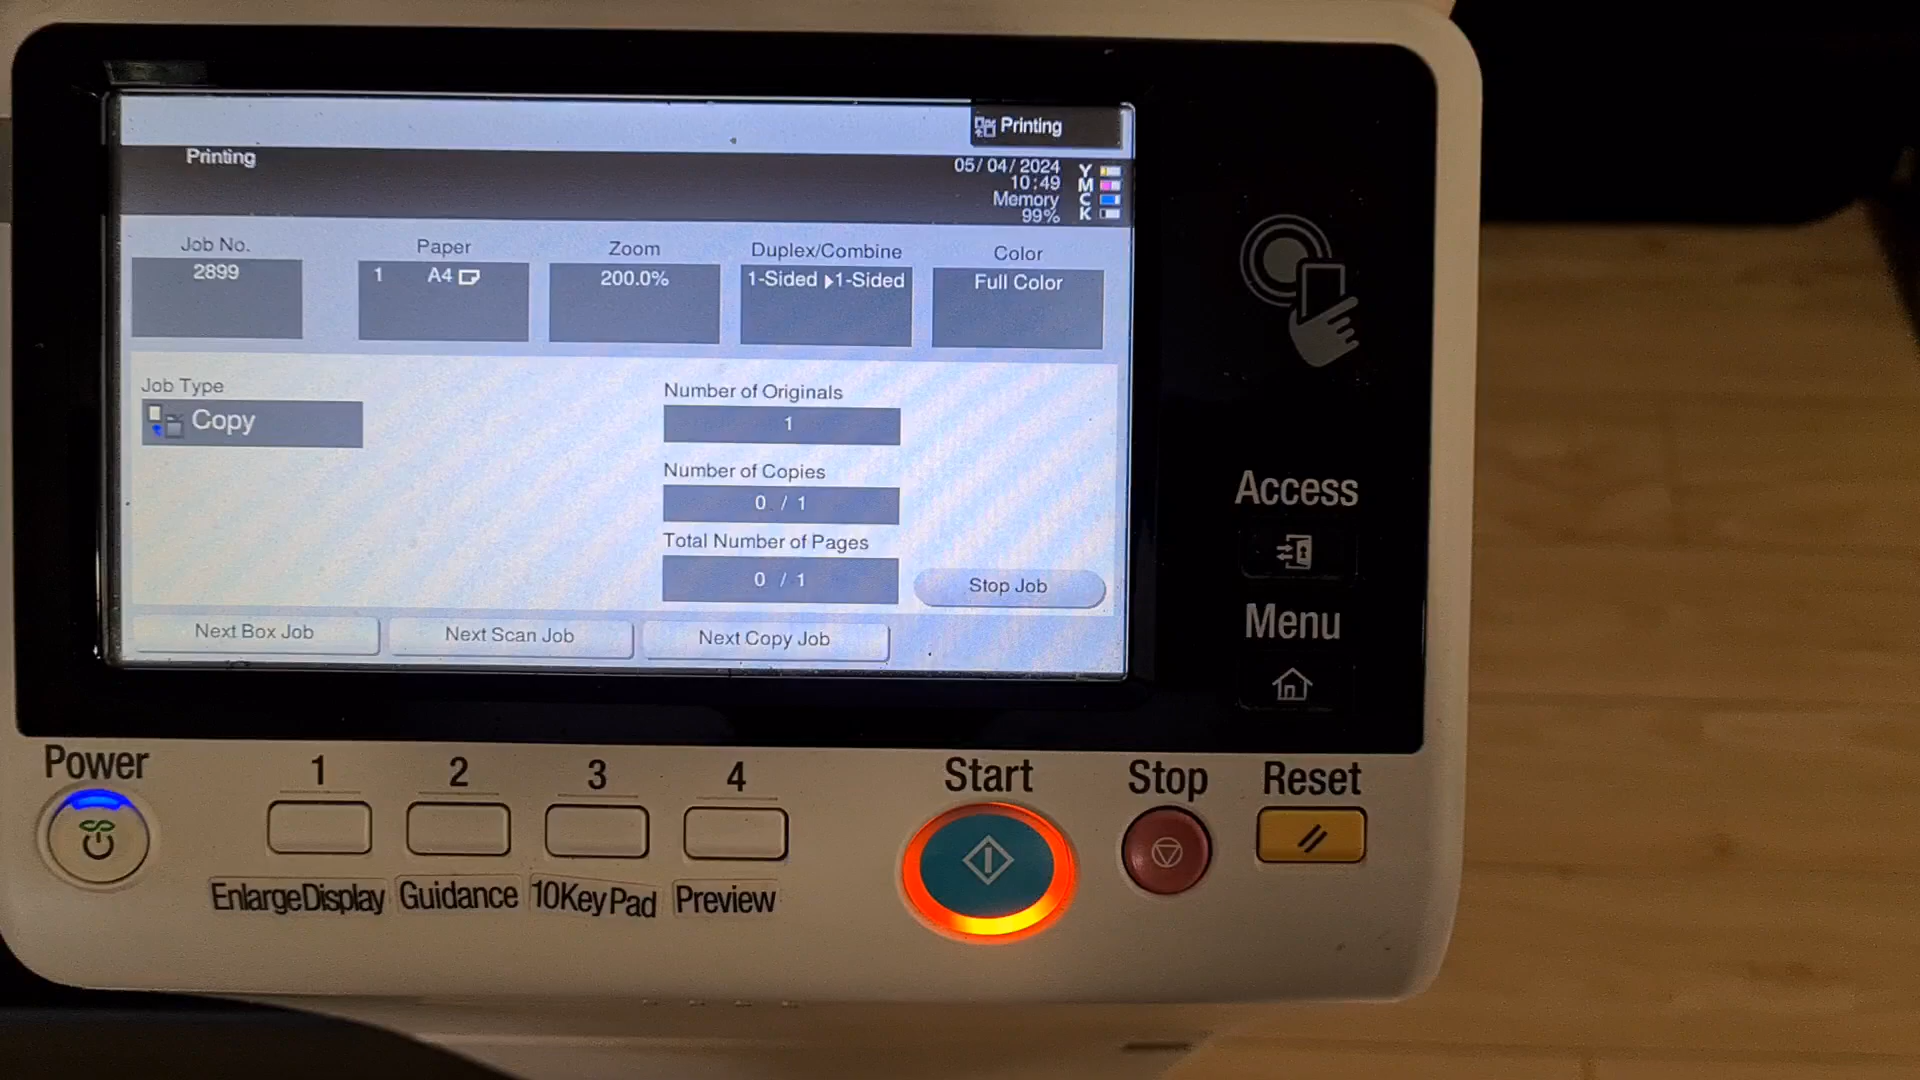 Printing
Printing
05/04/2024
10:49
Memory
99%
Y
M
C
K
Job No.
2899
Paper
1 A4
Zoom
200.0%
Duplex/Combine
1-Sided ▶1-Sided
Color
Full Color
Job Type
Copy
Number of Originals
1
Number of Copies
0 / 1
Total Number of Pages
0 / 1
Stop Job
Next Box Job
Next Scan Job
Next Copy Job
Access
Menu
Power
1
2
3
4
Start
Stop
Reset
EnlargeDisplay
Guidance
10Key Pad
Preview